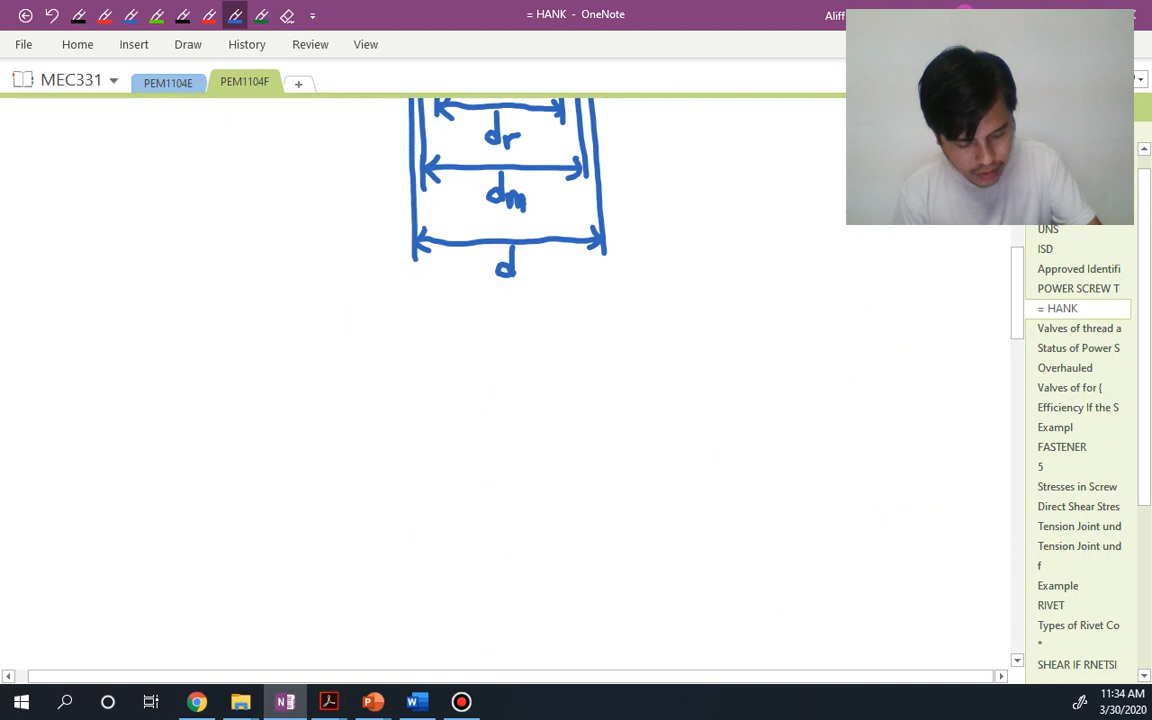 = HANK - OneNote
Aliff
File Home Insert Draw History Review View
MEC331 PEM1104E PEM1104F
dr
dm
d
UNS
ISD
Approved Identifi
POWER SCREW T
= HANK
Valves of thread a
Status of Power S
Overhauled
Valves of for {
Efficiency If the S
Exampl
FASTENER
5
Stresses in Screw
Direct Shear Stres
Tension Joint und
Tension Joint und
f
Example
RIVET
Types of Rivet Co
*
SHEAR IF RNETSI
11:34 AM
3/30/2020